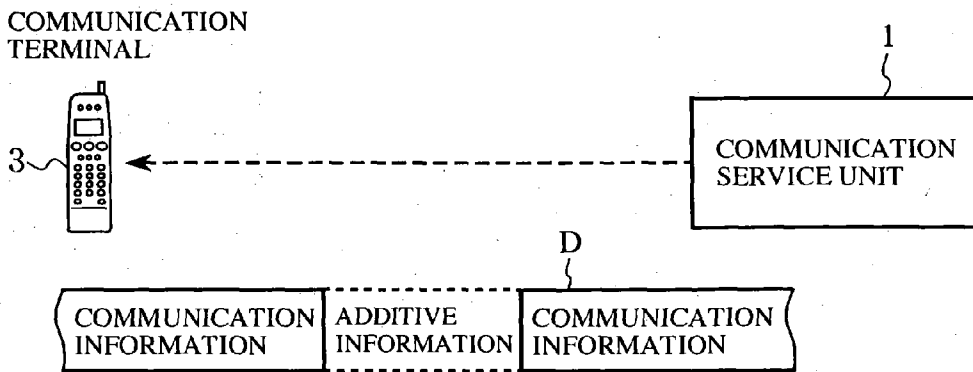 COMMUNICATION
TERMINAL
1
3
COMMUNICATION
SERVICE UNIT
D
COMMUNICATION
INFORMATION
ADDITIVE
INFORMATION
COMMUNICATION
INFORMATION